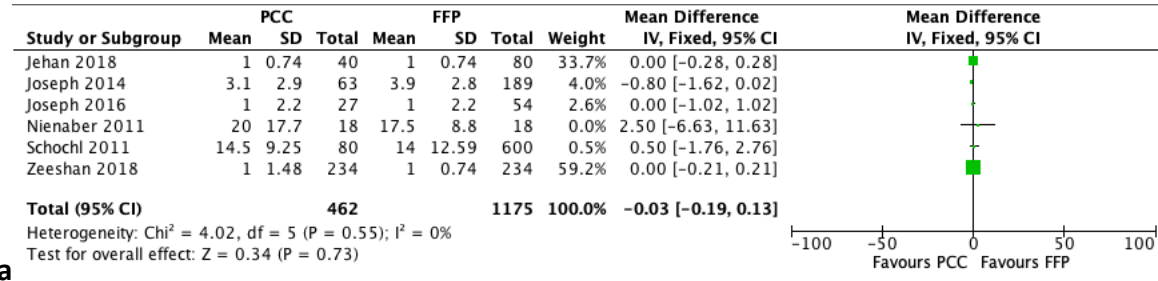 PCC FFP Mean Difference Mean Difference
Study or Subgroup Mean SD Total Mean SD Total Weight IV, Fixed, 95% CI IV, Fixed, 95% CI
Jehan 2018 1 0.74 40 1 0.74 80 33.7% 0.00 [−0.28, 0.28]
Joseph 2014 3.1 2.9 63 3.9 2.8 189 4.0% −0.80 [−1.62, 0.02]
Joseph 2016 1 2.2 27 1 2.2 54 2.6% 0.00 [−1.02, 1.02]
Nienaber 2011 20 17.7 18 17.5 8.8 18 0.0% 2.50 [−6.63, 11.63]
Schochl 2011 14.5 9.25 80 14 12.59 600 0.5% 0.50 [−1.76, 2.76]
Zeeshan 2018 1 1.48 234 1 0.74 234 59.2% 0.00 [−0.21, 0.21]
Total (95% CI) 462 1175 100.0% −0.03 [−0.19, 0.13]
Heterogeneity: Chi² = 4.02, df = 5 (P = 0.55); I² = 0%
Test for overall effect: Z = 0.34 (P = 0.73)
−100 −50 0 50 100
Favours PCC Favours FFP
a